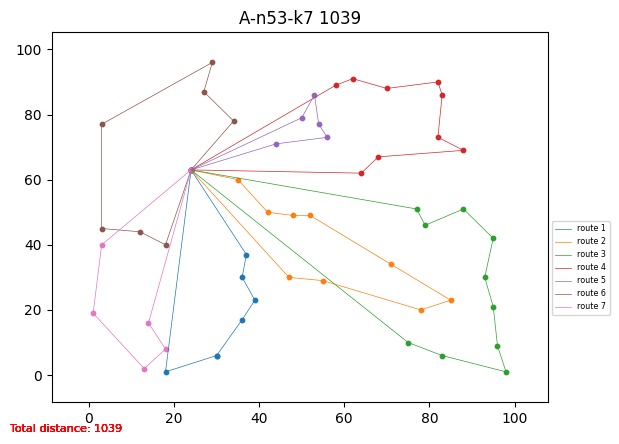 A-n53-k7 1039
100
80
60
40
20
0
0 20 40 60 80 100
route 1
route 2
route 3
route 4
route 5
route 6
route 7
Total distance: 1039